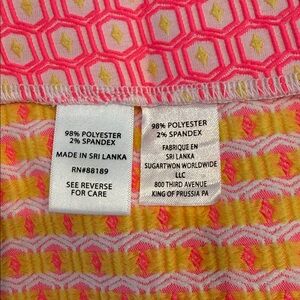 98% POLYESTER
2% SPANDEX
MADE IN SRI LANKA
RN#88189
SEE REVERSE
FOR CARE
98% POLYESTER
2% SPANDEX
FABRIQUE EN
SRI LANKA
SUGARTWON WORLDWIDE
LLC
800 THIRD AVENUE
KING OF PRUSSIA PA